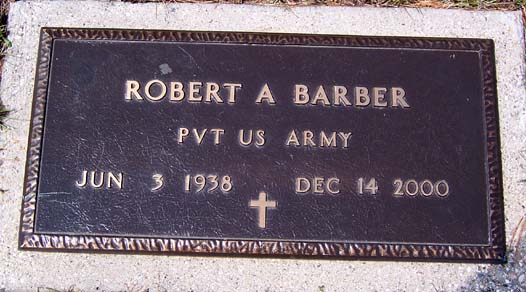 ROBERT A BARBER
PVT US ARMY
JUN 3 1938 DEC 14 2000